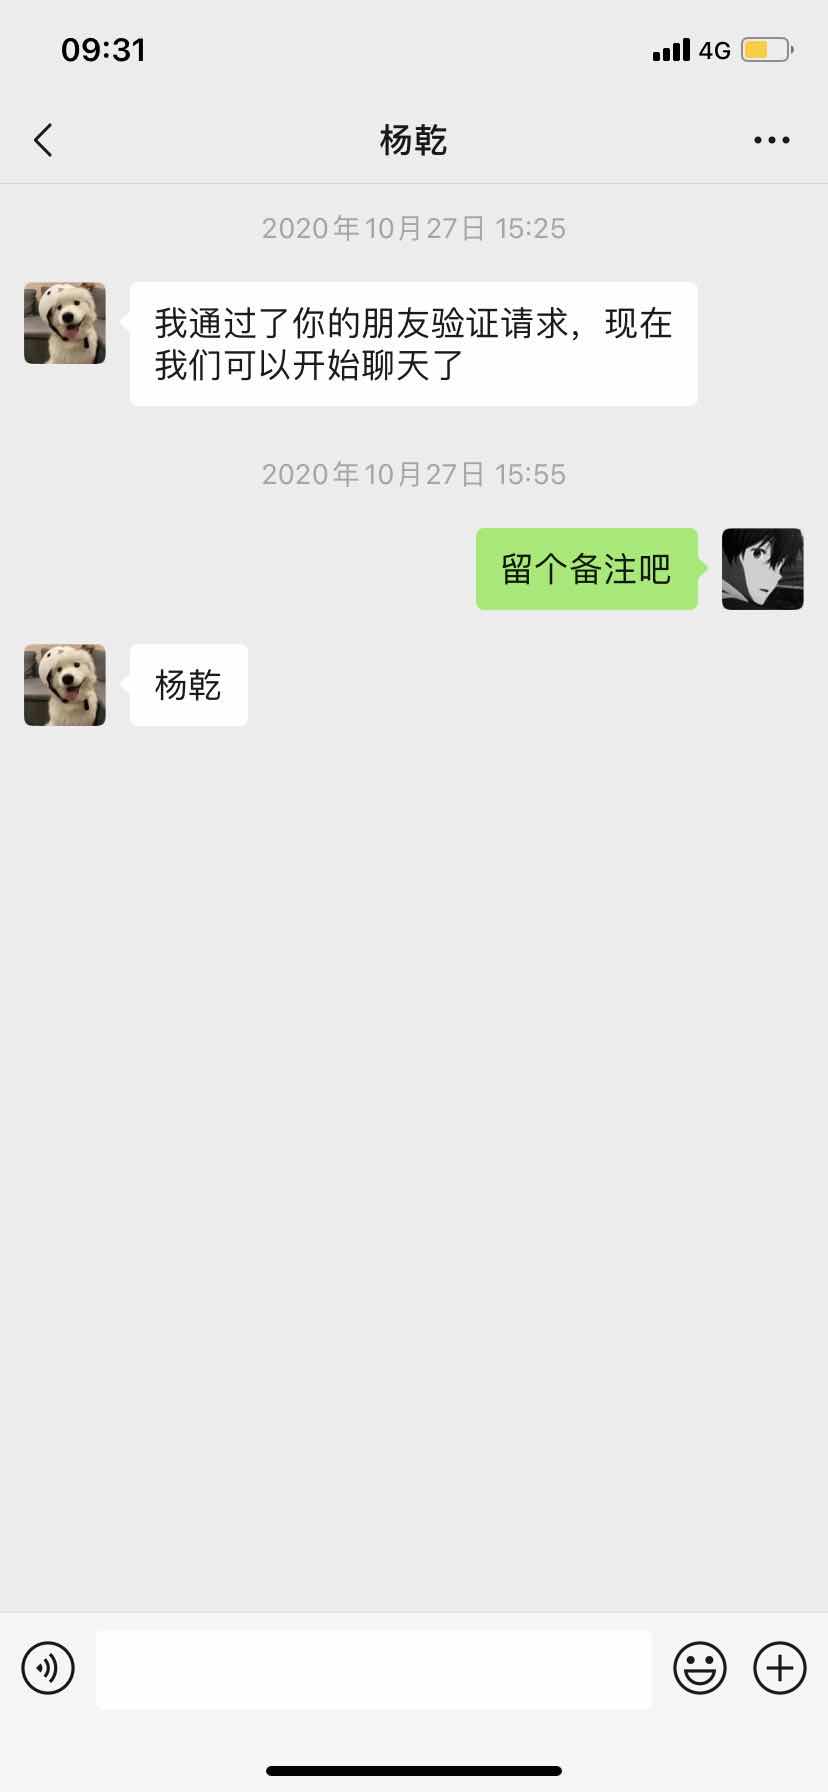 09:31
4G
杨乾
2020年10月27日 15:25
我通过了你的朋友验证请求，现在
我们可以开始聊天了
2020年10月27日 15:55
留个备注吧
杨乾